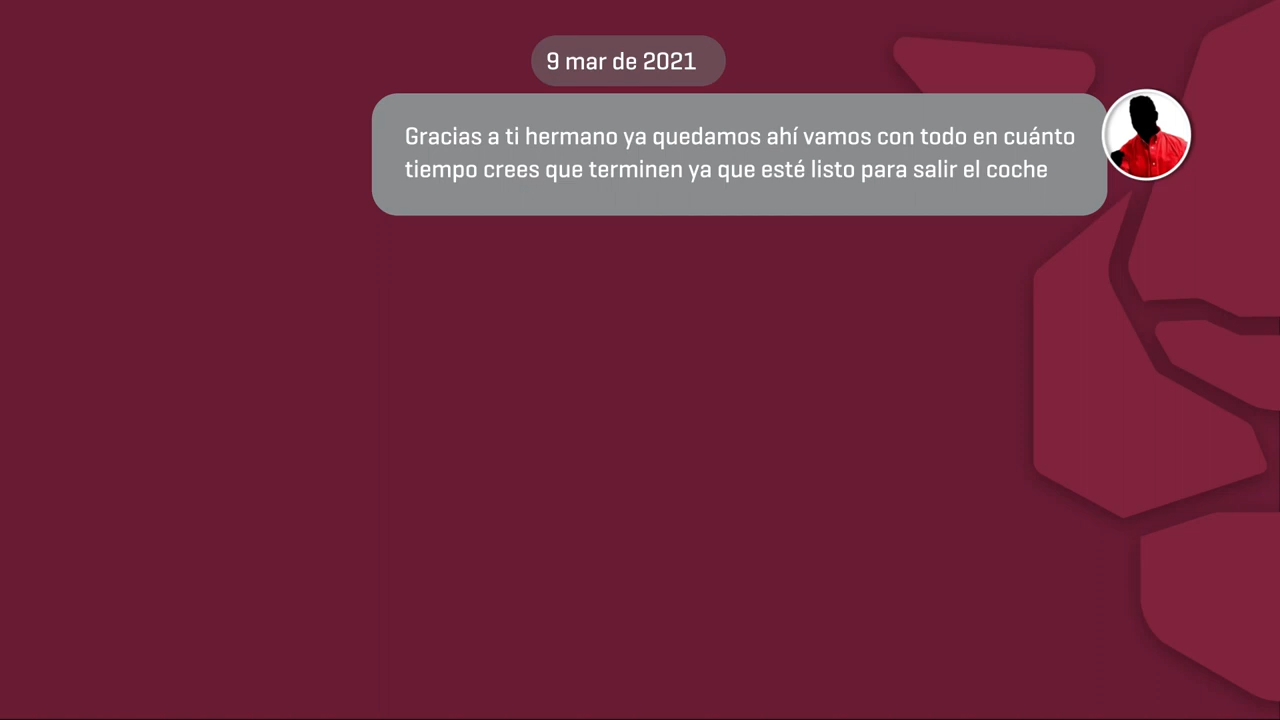 9 mar de 2021
Gracias a ti hermano ya quedamos ahí vamos con todo en cuánto
tiempo crees que terminen ya que esté listo para salir el coche